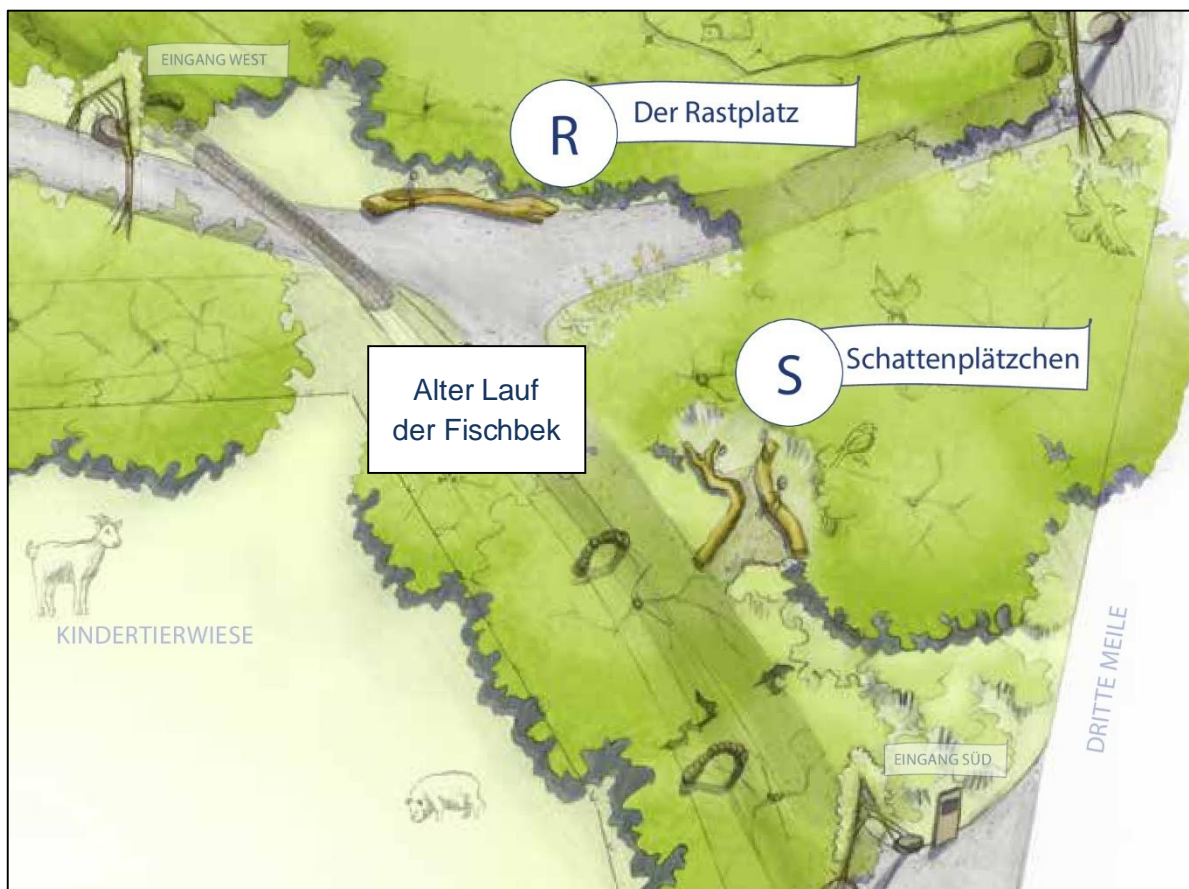 EINGANG WEST
R
Der Rastplatz
S
Schattenplätzchen
Alter Lauf
der Fischbek
KINDERTIERWIESE
DRITTE MEILE
EINGANG SÜD